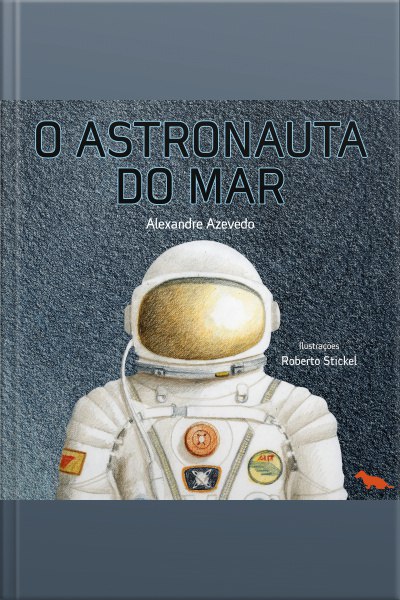 O ASTRONAUTA
DO MAR
Alexandre Azevedo
Ilustrações
Roberto Stickel